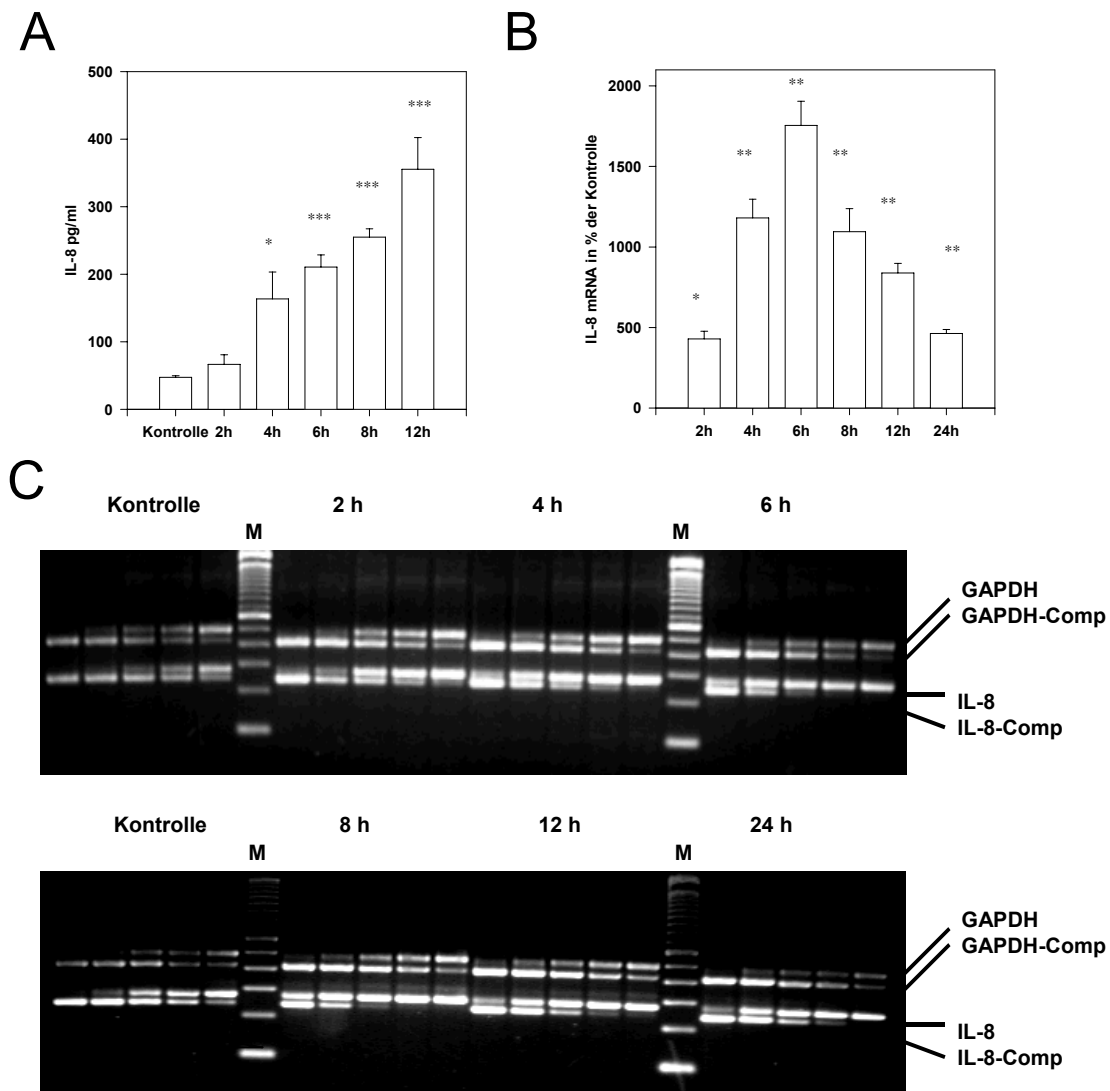 A
500
400
300
200
100
0
IL-8 pg/ml
*
***
***
***
Kontrolle 2h 4h 6h 8h 12h
B
2000
1500
1000
500
0
IL-8 mRNA in % der Kontrolle
*
**
**
**
**
**
2h 4h 6h 8h 12h 24h
C
Kontrolle 2 h 4 h 6 h
M M
GAPDH
GAPDH-Comp
IL-8
IL-8-Comp
Kontrolle 8 h 12 h 24 h
M M
GAPDH
GAPDH-Comp
IL-8
IL-8-Comp